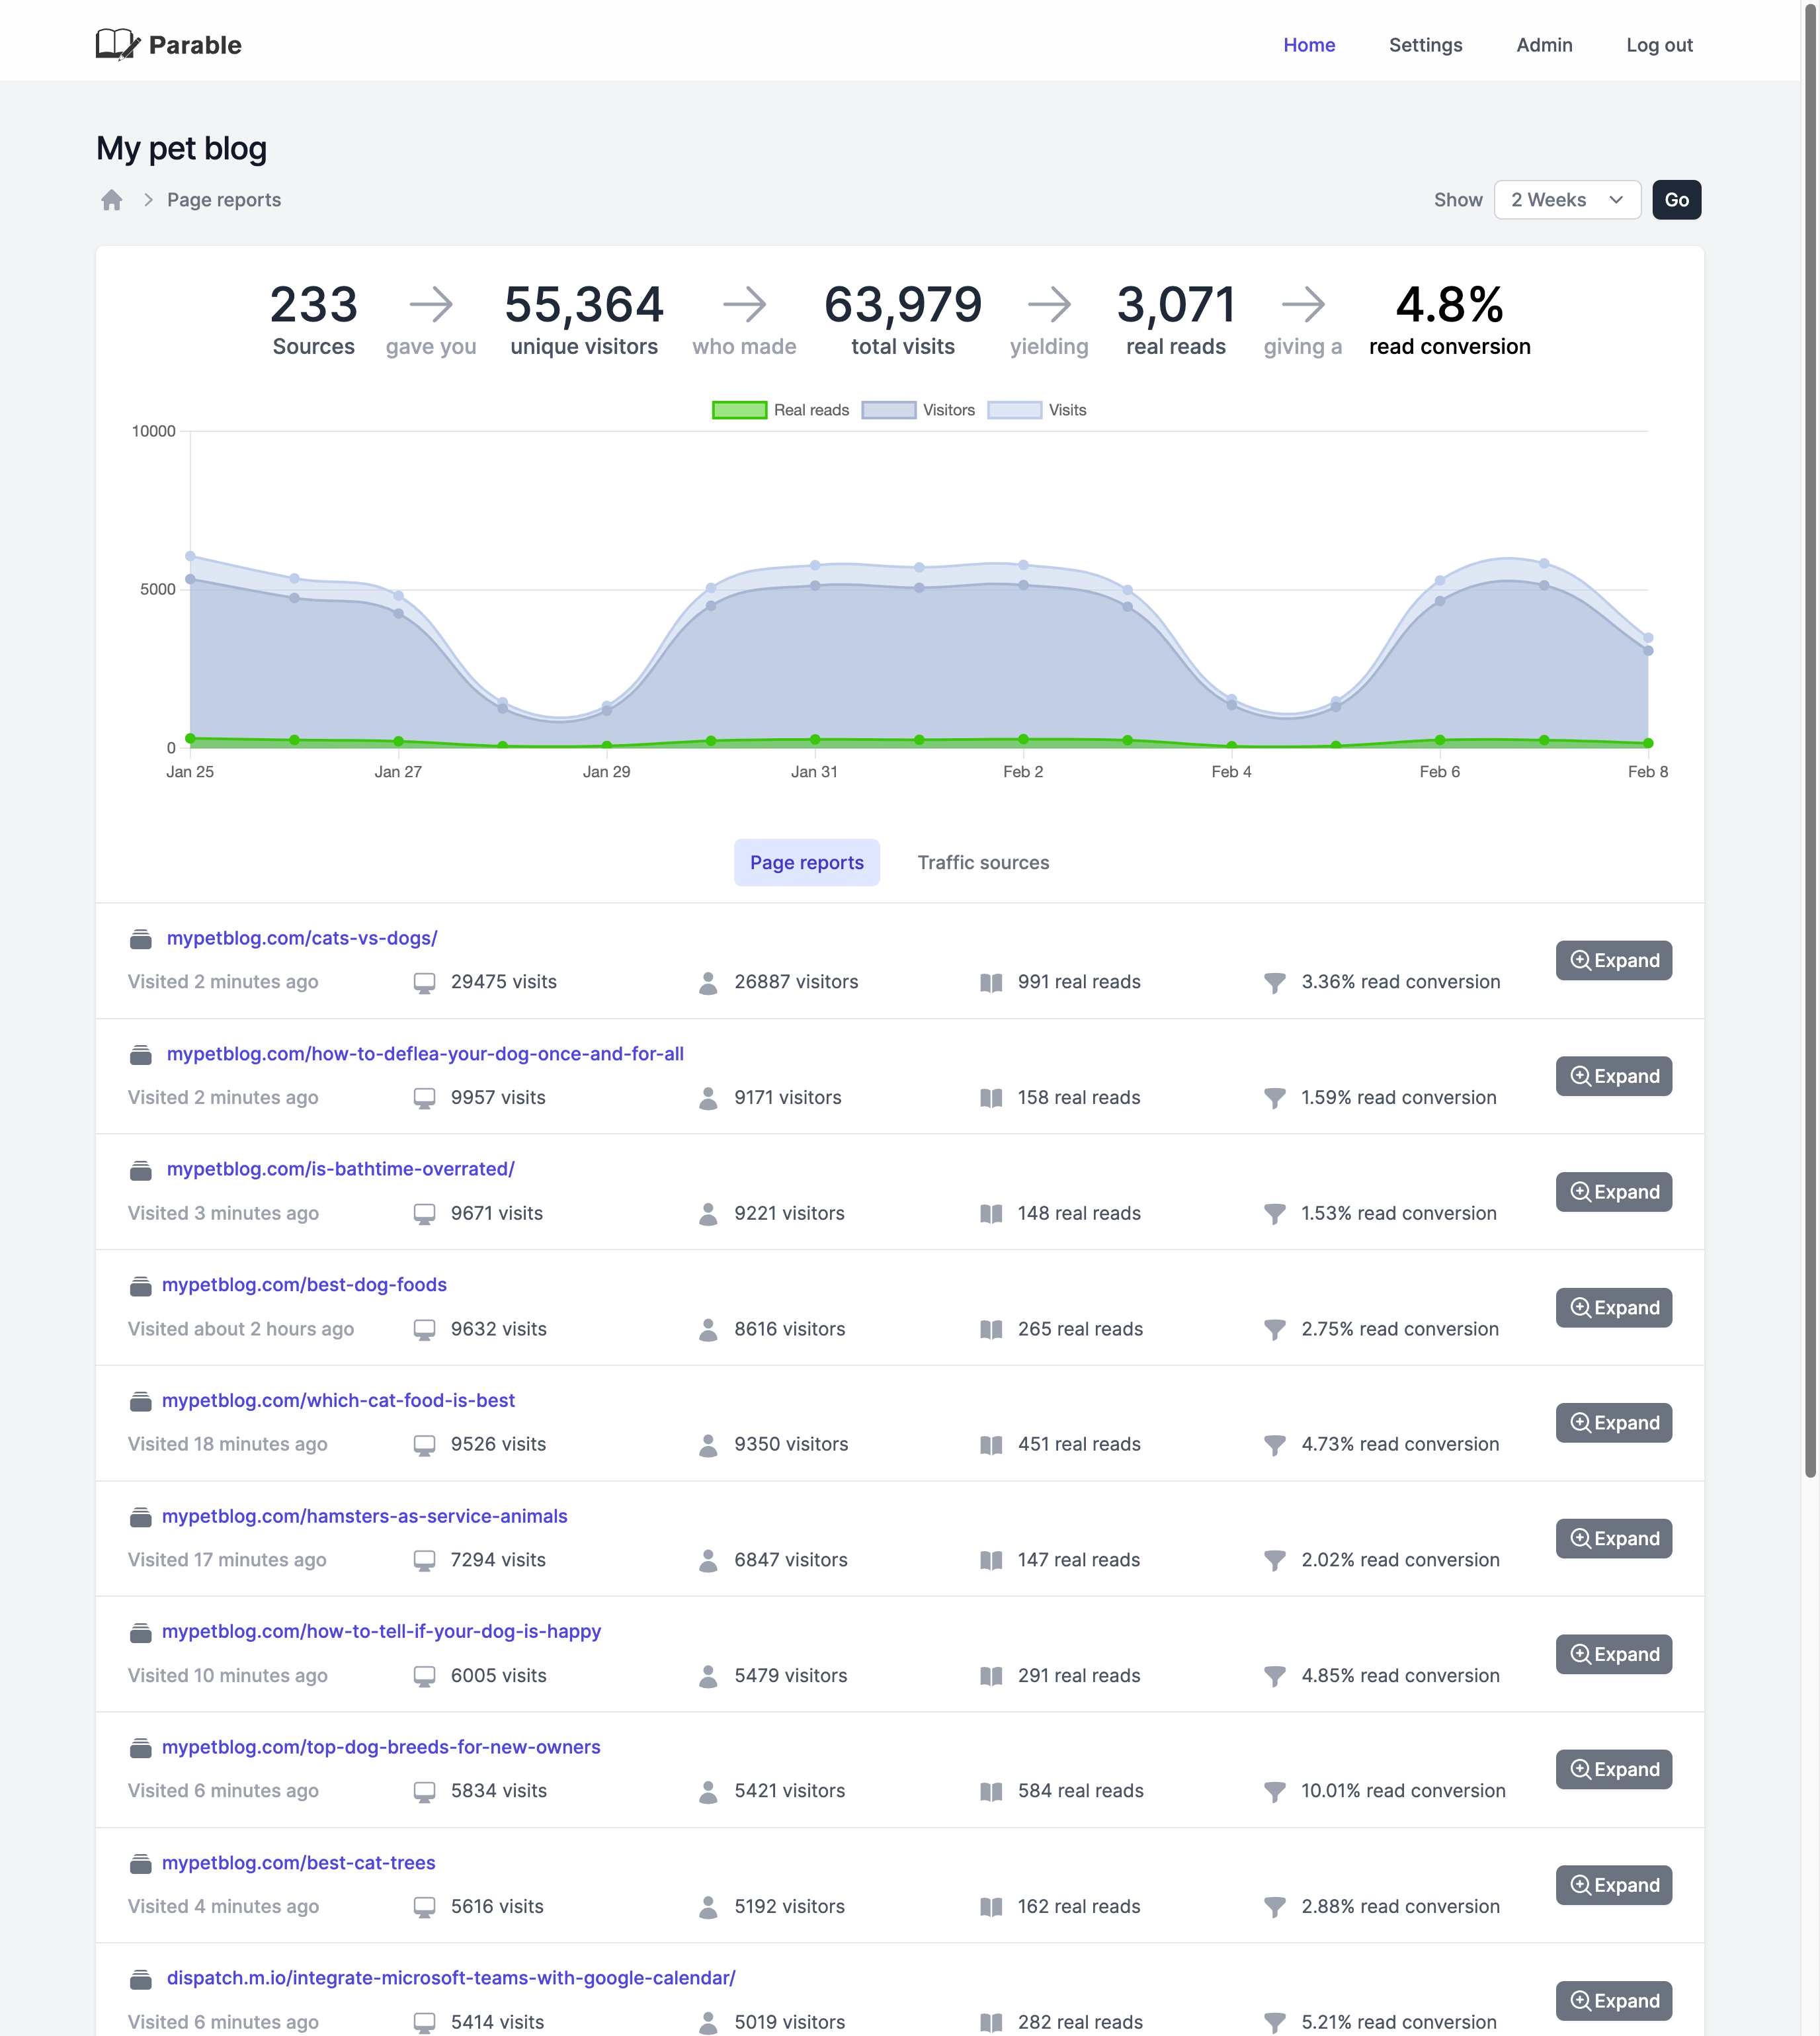 Parable
Home Settings Admin Log out
My pet blog
Page reports
Show 2 Weeks Go
233 55,364 63,979 3,071 4.8%
Sources gave you unique visitors who made total visits yielding real reads giving a read conversion
Real reads Visitors Visits
10000
5000
0
Jan 25 Jan 27 Jan 29 Jan 31 Feb 2 Feb 4 Feb 6 Feb 8
Page reports Traffic sources
mypetblog.com/cats-vs-dogs/
Expand
Visited 2 minutes ago 29475 visits 26887 visitors 991 real reads 3.36% read conversion
mypetblog.com/how-to-deflea-your-dog-once-and-for-all
Expand
Visited 2 minutes ago 9957 visits 9171 visitors 158 real reads 1.59% read conversion
mypetblog.com/is-bathtime-overrated/
Expand
Visited 3 minutes ago 9671 visits 9221 visitors 148 real reads 1.53% read conversion
mypetblog.com/best-dog-foods
Expand
Visited about 2 hours ago 9632 visits 8616 visitors 265 real reads 2.75% read conversion
mypetblog.com/which-cat-food-is-best
Expand
Visited 18 minutes ago 9526 visits 9350 visitors 451 real reads 4.73% read conversion
mypetblog.com/hamsters-as-service-animals
Expand
Visited 17 minutes ago 7294 visits 6847 visitors 147 real reads 2.02% read conversion
mypetblog.com/how-to-tell-if-your-dog-is-happy
Expand
Visited 10 minutes ago 6005 visits 5479 visitors 291 real reads 4.85% read conversion
mypetblog.com/top-dog-breeds-for-new-owners
Expand
Visited 6 minutes ago 5834 visits 5421 visitors 584 real reads 10.01% read conversion
mypetblog.com/best-cat-trees
Expand
Visited 4 minutes ago 5616 visits 5192 visitors 162 real reads 2.88% read conversion
dispatch.m.io/integrate-microsoft-teams-with-google-calendar/
Expand
Visited 6 minutes ago 5414 visits 5019 visitors 282 real reads 5.21% read conversion